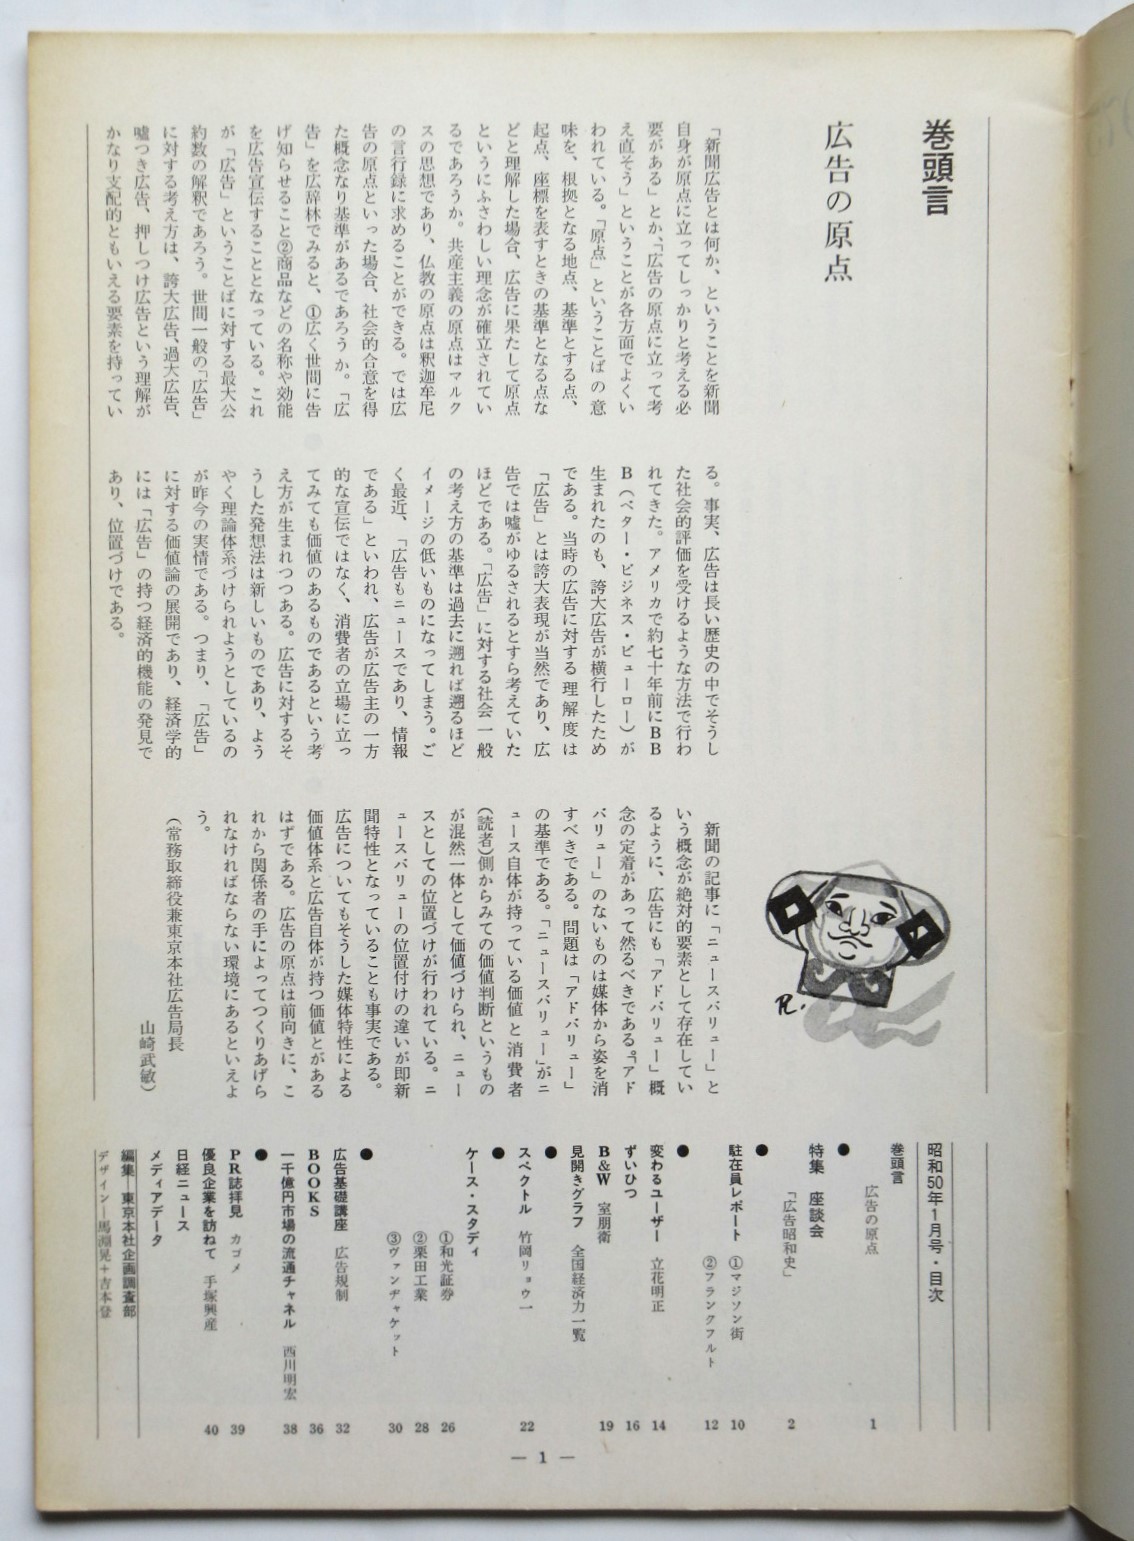 巻頭言
広告の原点
「新聞広告とは何か、ということを新聞
自身が原点に立ってしっかりと考える必
要がある」とか、「広告の原点に立って考
え直そう」ということが各方面でよくい
われている。「原点」ということばの意
味を、根拠となる地点、基準とする点、
起点、座標を表すときの基準となる点な
どと理解した場合、広告に果たして原点
というにふさわしい理念が確立されてい
るであろうか。共産主義の原点はマルク
スの思想であり、仏教の原点は釈迦牟尼
の言行録に求めることができる。では広
告の原点といった場合、社会的合意を得
た概念なり基準があるであろうか。「広
告」を広辞林でみると、①広く世間に告
げ知らせること②商品などの名称や効能
を広告宣伝することとなっている。これ
が「広告」ということばに対する最大公
約数の解釈であろう。世間一般の「広告」
に対する考え方は、誇大広告、過大広告、
嘘つき広告、押しつけ広告という理解が
かなり支配的ともいえる要素を持ってい
る。事実、広告は長い歴史の中でそうし
た社会的評価を受けるような方法で行わ
れてきた。アメリカで約七十年前にBB
B（ベター・ビジネス・ビューロー）が
生まれたのも、誇大広告が横行したため
である。当時の広告に対する理解度は
「広告」とは誇大表現が当然であり、広
告では嘘がゆるされるとすら考えていた
ほどである。「広告」に対する社会一般
の考え方の基準は過去に遡れば遡るほど
イメージの低いものになってしまう。ご
く最近、「広告もニュースであり、情報
である」といわれ、広告が広告主の一方
的な宣伝ではなく、消費者の立場に立っ
てみても価値のあるものであるという考
え方が生まれつつある。広告に対するそ
うした発想法は新しいものであり、よう
やく理論体系づけられようとしているの
が昨今の実情である。つまり、「広告」
に対する価値論の展開であり、経済学的
には「広告」の持つ経済的機能の発見で
あり、位置づけである。
新聞の記事に「ニュースバリュー」と
いう概念が絶対的要素として存在してい
るように、広告にも「アドバリュー」概
念の定着があって然るべきである。「アド
バリュー」のないものは媒体から姿を消
すべきである。問題は「アドバリュー」
の基準である。「ニュースバリュー」がニ
ュース自体が持っている価値と消費者
（読者）側からみての価値判断というもの
が混然一体として価値づけられ、ニュー
スとしての位置づけが行われている。ニ
ュースバリューの位置付けの違いが即新
聞特性となっていることも事実である。
広告についてもそうした媒体特性による
価値体系と広告自体が持つ価値とがある
はずである。広告の原点は前向きに、こ
れから関係者の手によってつくりあげら
れなければならない環境にあるといえよ
う。
（常務取締役兼東京本社広告局長
山崎武敏）
R.
昭和50年1月号・目次
巻頭言
広告の原点 1
●
特集 座談会
「広告昭和史」 2
●
駐在員レポート ①マジソン街 10
②フランクフルト 12
●
変わるユーザー 立花明正 14
ずいひつ 16
B&W 室朋衛 19
見開きグラフ 全国経済力一覧
●
スペクトル 竹岡リョウ一 22
●
ケース・スタディ
①和光証券 26
②栗田工業 28
③ヴァンヂャケット 30
●
広告基礎講座 広告規制 32
BOOKS 36
一千億円市場の流通チャネル 西川明宏 38
●
PR誌拝見 カゴメ 39
優良企業を訪ねて 手塚興産 40
日経ニュース
メディアデータ
編集—東京本社企画調査部
デザイン—馬淵晃＋吉本登
— 1 —